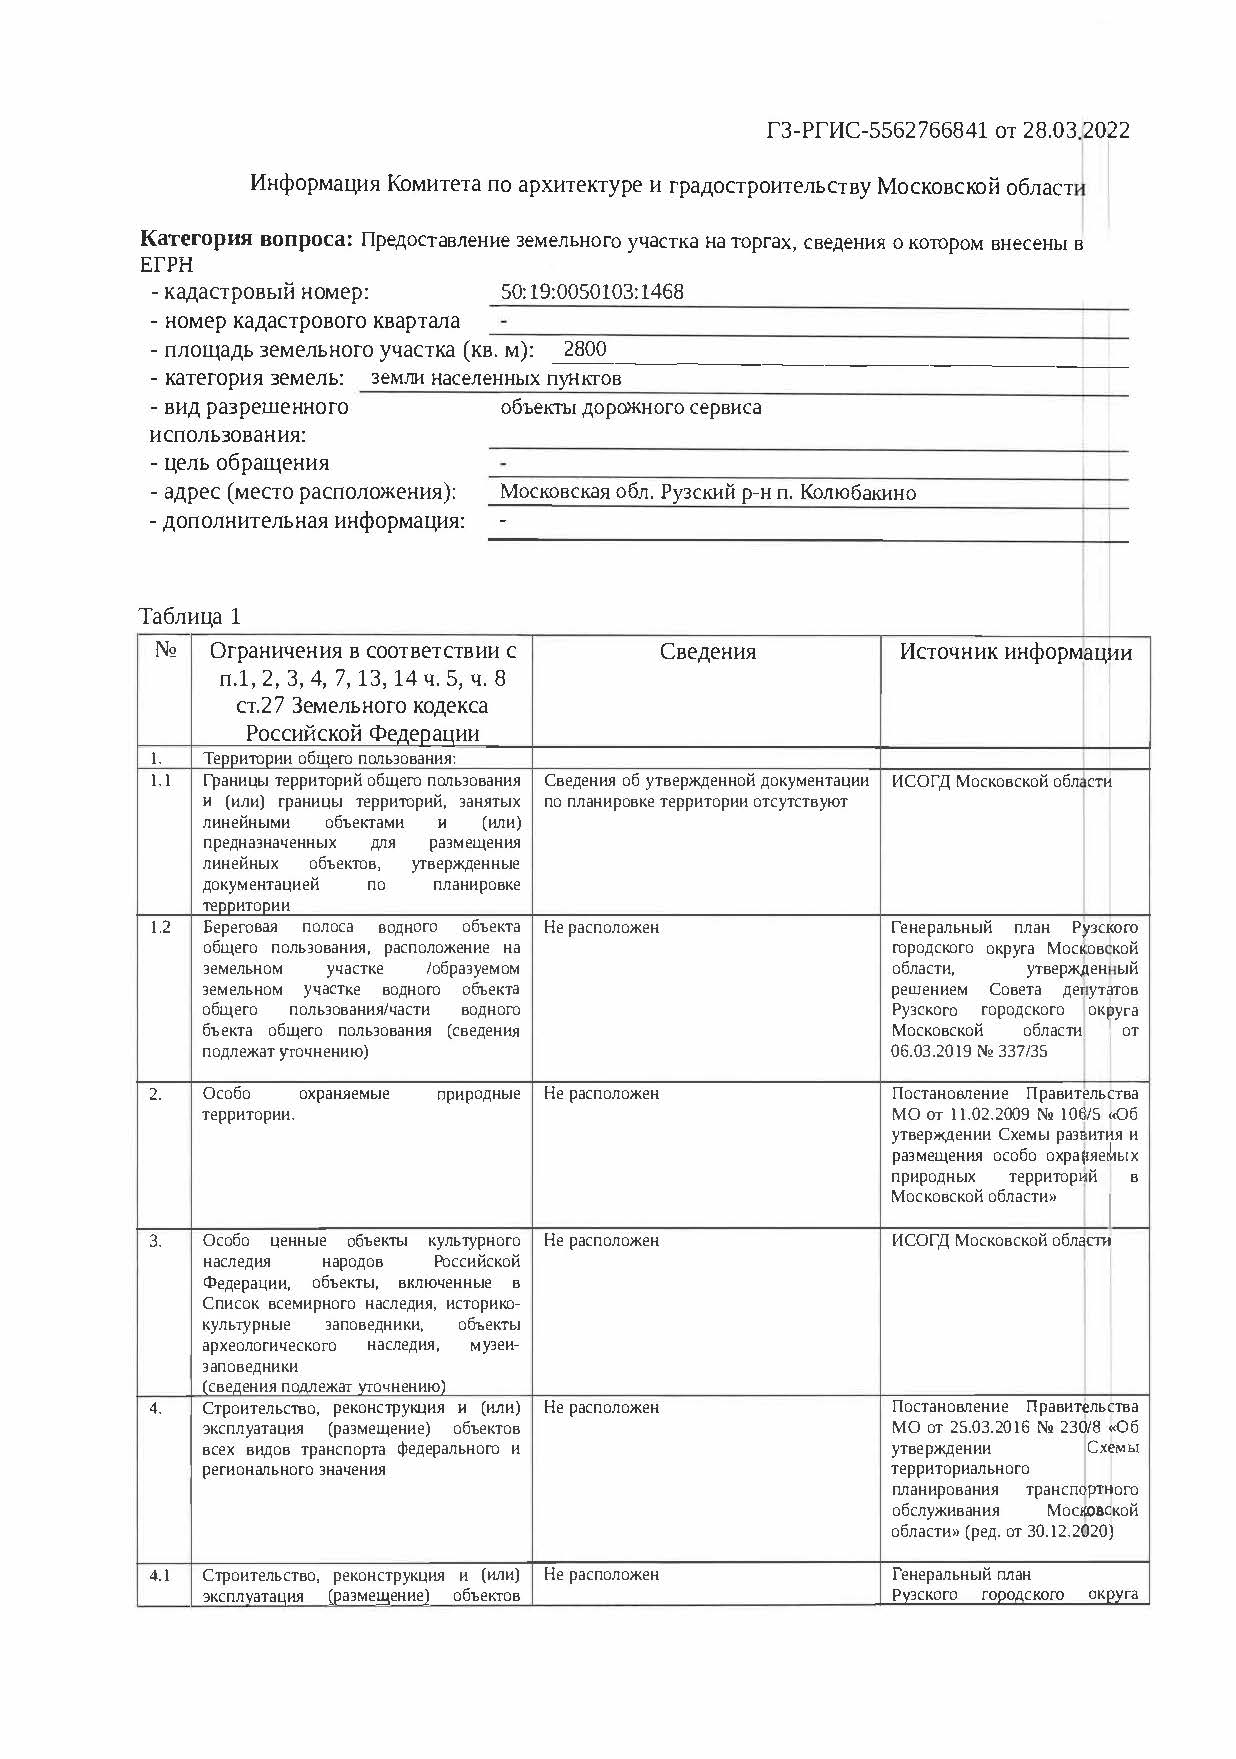 ГЗ-РГИС-5562766841 от 28.03.2022
Информация Комитета по архитектуре и градостроительству Московской области
Категория вопроса: Предоставление земельного участка на торгах, сведения о котором внесены в
ЕГРН
- кадастровый номер: 50:19:0050103:1468
- номер кадастрового квартала -
- площадь земельного участка (кв. м): 2800
- категория земель: земли населенных пунктов
- вид разрешенного объекты дорожного сервиса
использования:
- цель обращения -
- адрес (место расположения): Московская обл. Рузский р-н п. Колюбакино
- дополнительная информация: -
Таблица 1
№ Ограничения в соответствии с Сведения Источник информации
п.1, 2, 3, 4, 7, 13, 14 ч. 5, ч. 8
ст.27 Земельного кодекса
Российской Федерации
1. Территории общего пользования:
1.1 Границы территорий общего пользования Сведения об утвержденной документации ИСОГД Московской области
и (или) границы территорий, занятых по планировке территории отсутствуют
линейными объектами и (или)
предназначенных для размещения
линейных объектов, утвержденные
документацией по планировке
территории
1.2 Береговая полоса водного объекта Не расположен Генеральный план Рузского
общего пользования, расположение на городского округа Московской
земельном участке /образуемом области, утвержденный
земельном участке водного объекта решением Совета депутатов
общего пользования/части водного Рузского городского округа
бъекта общего пользования (сведения Московской области от
подлежат уточнению) 06.03.2019 № 337/35
2. Особо охраняемые природные Не расположен Постановление Правительства
территории. МО от 11.02.2009 № 106/5 «Об
утверждении Схемы развития и
размещения особо охраняемых
природных территорий в
Московской области»
3. Особо ценные объекты культурного Не расположен ИСОГД Московской области
наследия народов Российской
Федерации, объекты, включенные в
Список всемирного наследия, историко-
культурные заповедники, объекты
археологического наследия, музеи-
заповедники
(сведения подлежат уточнению)
4. Строительство, реконструкция и (или) Не расположен Постановление Правительства
эксплуатация (размещение) объектов МО от 25.03.2016 № 230/8 «Об
всех видов транспорта федерального и утверждении Схемы
регионального значения территориального
планирования транспортного
обслуживания Московской
области» (ред. от 30.12.2020)
4.1 Строительство, реконструкция и (или) Не расположен Генеральный план
эксплуатация (размещение) объектов Рузского городского округа